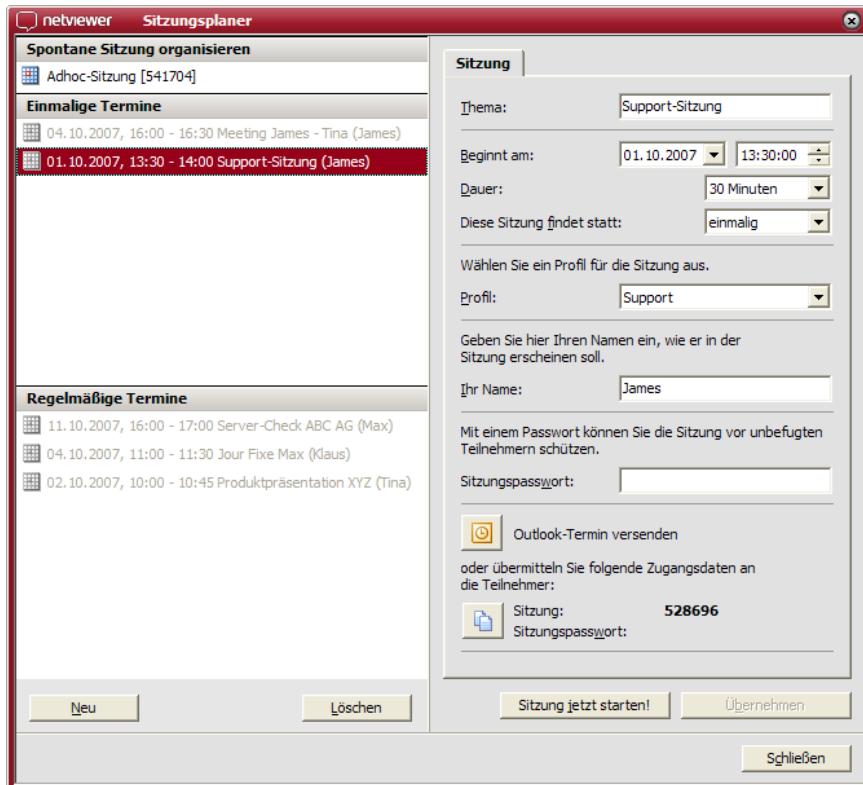 netviewer Sitzungsplaner
Spontane Sitzung organisieren
Adhoc-Sitzung [541704]
Einmalige Termine
04.10.2007, 16:00 - 16:30 Meeting James - Tina (James)
01.10.2007, 13:30 - 14:00 Support-Sitzung (James)
Regelmäßige Termine
11.10.2007, 16:00 - 17:00 Server-Check ABC AG (Max)
04.10.2007, 11:00 - 11:30 Jour Fixe Max (Klaus)
02.10.2007, 10:00 - 10:45 Produktpräsentation XYZ (Tina)
Neu
Löschen
Sitzung
Thema: Support-Sitzung
Beginnt am: 01.10.2007 13:30:00
Dauer: 30 Minuten
Diese Sitzung findet statt: einmalig
Wählen Sie ein Profil für die Sitzung aus.
Profil: Support
Geben Sie hier Ihren Namen ein, wie er in der
Sitzung erscheinen soll.
Ihr Name: James
Mit einem Passwort können Sie die Sitzung vor unbefugten
Teilnehmern schützen.
Sitzungspasswort:
Outlook-Termin versenden
oder übermitteln Sie folgende Zugangsdaten an
die Teilnehmer:
Sitzung: 528696
Sitzungspasswort:
Sitzung jetzt starten!
Übernehmen
Schließen